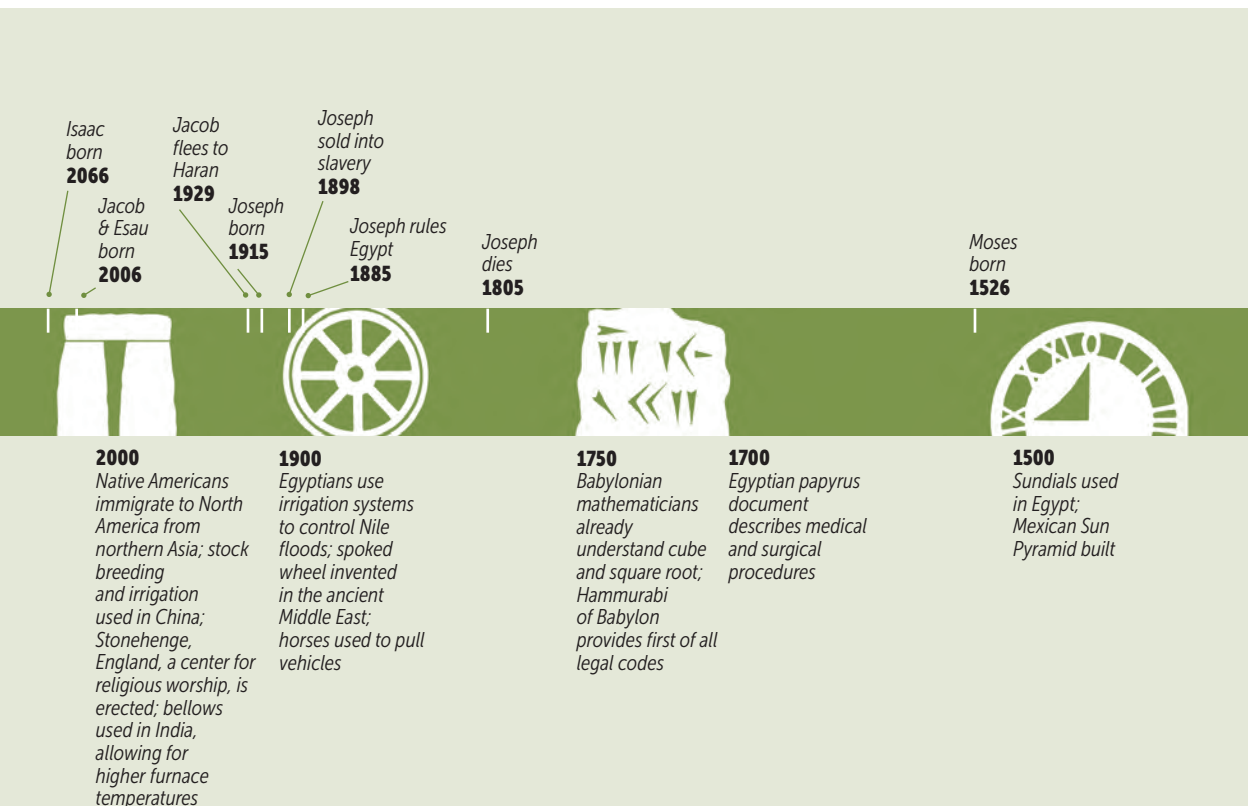 Isaac
born
2066
Jacob
& Esau
born
2006
Jacob
flees to
Haran
1929
Joseph
born
1915
Joseph
sold into
slavery
1898
Joseph rules
Egypt
1885
Joseph
dies
1805
Moses
born
1526
2000
Native Americans
immigrate to North
America from
northern Asia; stock
breeding
and irrigation
used in China;
Stonehenge,
England, a center for
religious worship, is
erected; bellows
used in India,
allowing for
higher furnace
temperatures
1900
Egyptians use
irrigation systems
to control Nile
floods; spoked
wheel invented
in the ancient
Middle East;
horses used to pull
vehicles
1750
Babylonian
mathematicians
already
understand cube
and square root;
Hammurabi
of Babylon
provides first of all
legal codes
1700
Egyptian papyrus
document
describes medical
and surgical
procedures
1500
Sundials used
in Egypt;
Mexican Sun
Pyramid built